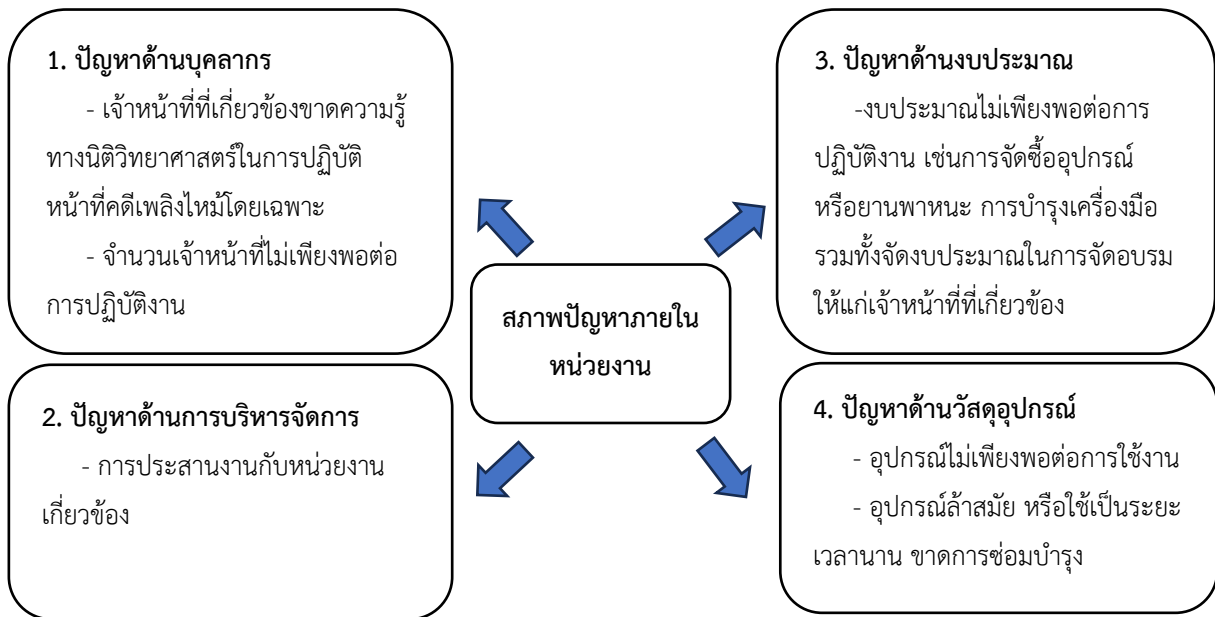 1. ปัญหาด้านบุคลากร
- เจ้าหน้าที่ที่เกี่ยวข้องขาดความรู้
ทางนิติวิทยาศาสตร์ในการปฏิบัติ
หน้าที่คดีเพลิงไหม้โดยเฉพาะ
- จำนวนเจ้าหน้าที่ไม่เพียงพอต่อ
การปฏิบัติงาน
2. ปัญหาด้านการบริหารจัดการ
- การประสานงานกับหน่วยงาน
เกี่ยวข้อง
สภาพปัญหาภายใน
หน่วยงาน
3. ปัญหาด้านงบประมาณ
-งบประมาณไม่เพียงพอต่อการ
ปฏิบัติงาน เช่นการจัดซื้ออุปกรณ์
หรือยานพาหนะ การบำรุงเครื่องมือ
รวมทั้งจัดงบประมาณในการจัดอบรม
ให้แก่เจ้าหน้าที่ที่เกี่ยวข้อง
4. ปัญหาด้านวัสดุอุปกรณ์
- อุปกรณ์ไม่เพียงพอต่อการใช้งาน
- อุปกรณ์ล้าสมัย หรือใช้เป็นระยะ
เวลานาน ขาดการซ่อมบำรุง